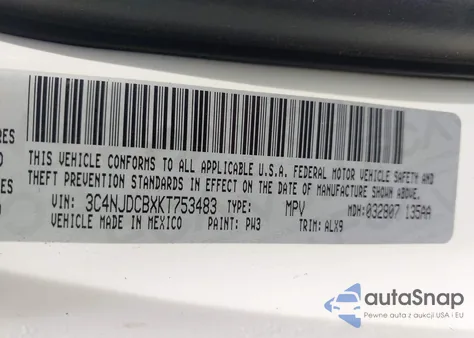 RES
THIS VEHICLE CONFORMS TO ALL APPLICABLE U.S.A. FEDERAL MOTOR VEHICLE SAFETY AND
THEFT PREVENTION STANDARDS IN EFFECT ON THE DATE OF MANUFACTURE SHOWN ABOVE.
VIN: 3C4NJDCBXKT753483 TYPE: MPV MDH: 032807 135AA
VEHICLE MADE IN MEXICO PAINT: PW3 TRIM: ALX9
autoSnap
Pewne auta z aukcji USA i EU